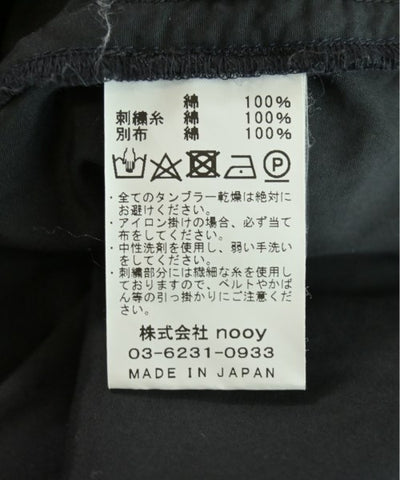 綿 100%
刺繍糸 綿 100%
別布 綿 100%
P
・全てのタンブラー乾燥は絶対に
お避けください。
・アイロン掛けの場合、必ず当て
布をしてください。
・中性洗剤を使用し、弱い手洗い
をしてください。
・刺繍部分には繊細な糸を使用して
おりますので、ベルトやかば
ん等の引っ掛かりにご注意くださ
い。
株式会社 nooy
03-6231-0933
MADE IN JAPAN